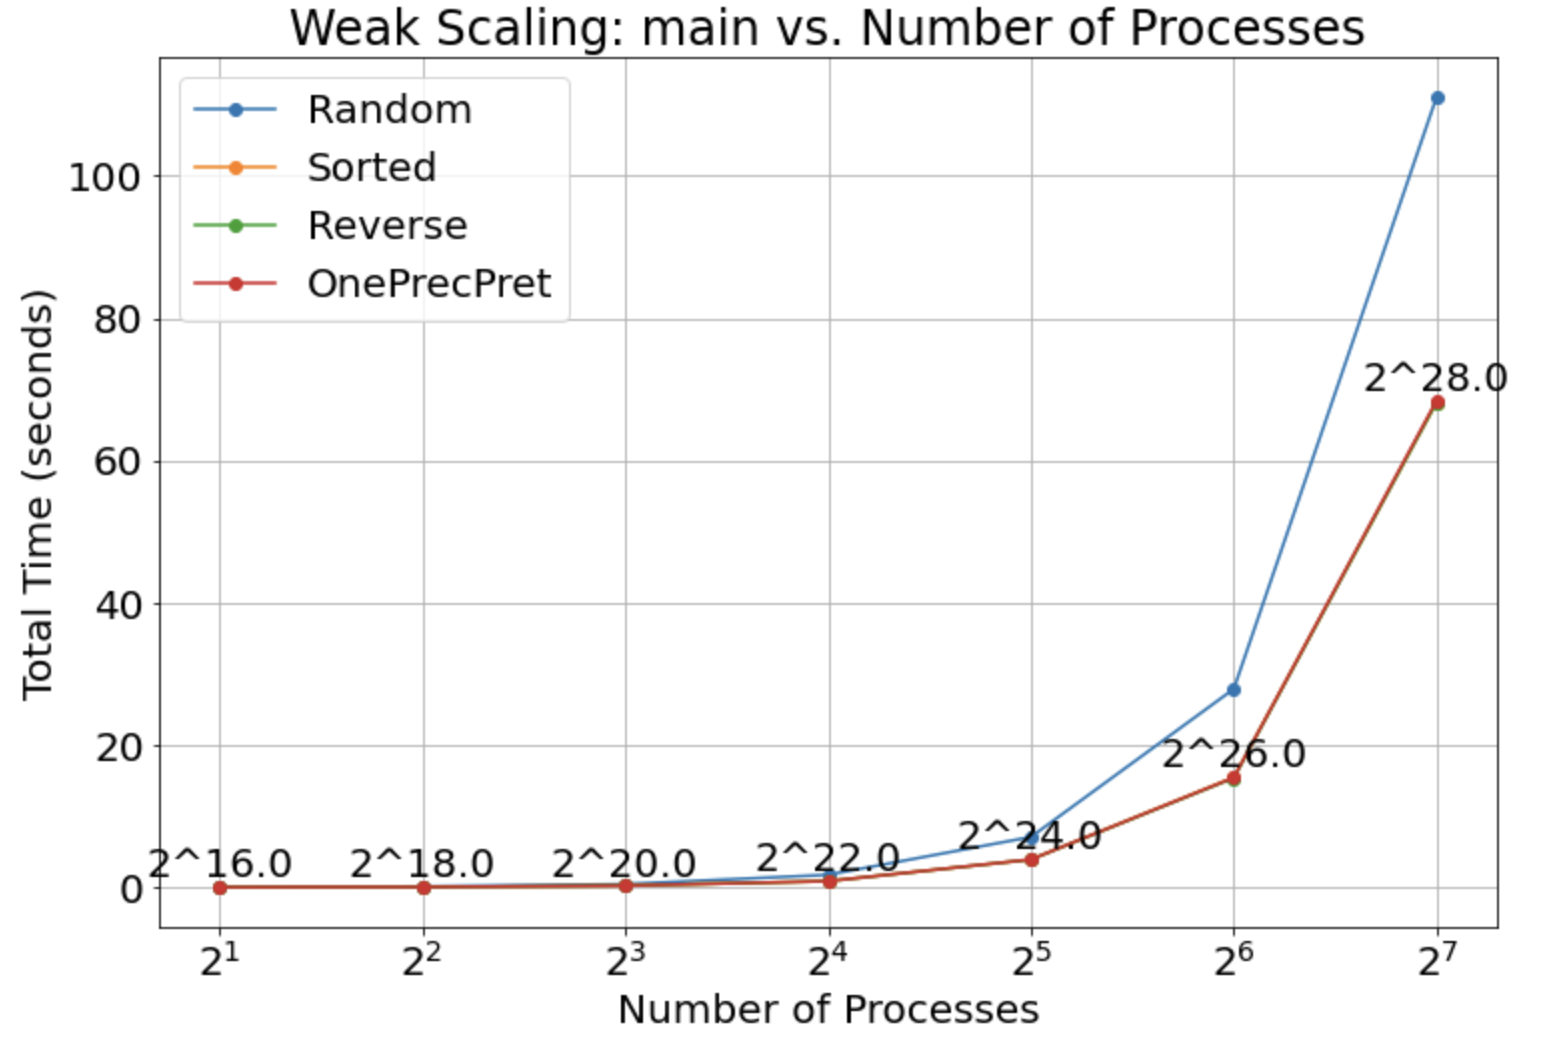 Weak Scaling: main vs. Number of Processes
Random
Sorted
Reverse
OnePrecPret
Total Time (seconds)
100
80
60
40
20
0
2^16.0
2^18.0
2^20.0
2^22.0
2^24.0
2^26.0
2^28.0
2¹
2²
2³
2⁴
2⁵
2⁶
2⁷
Number of Processes